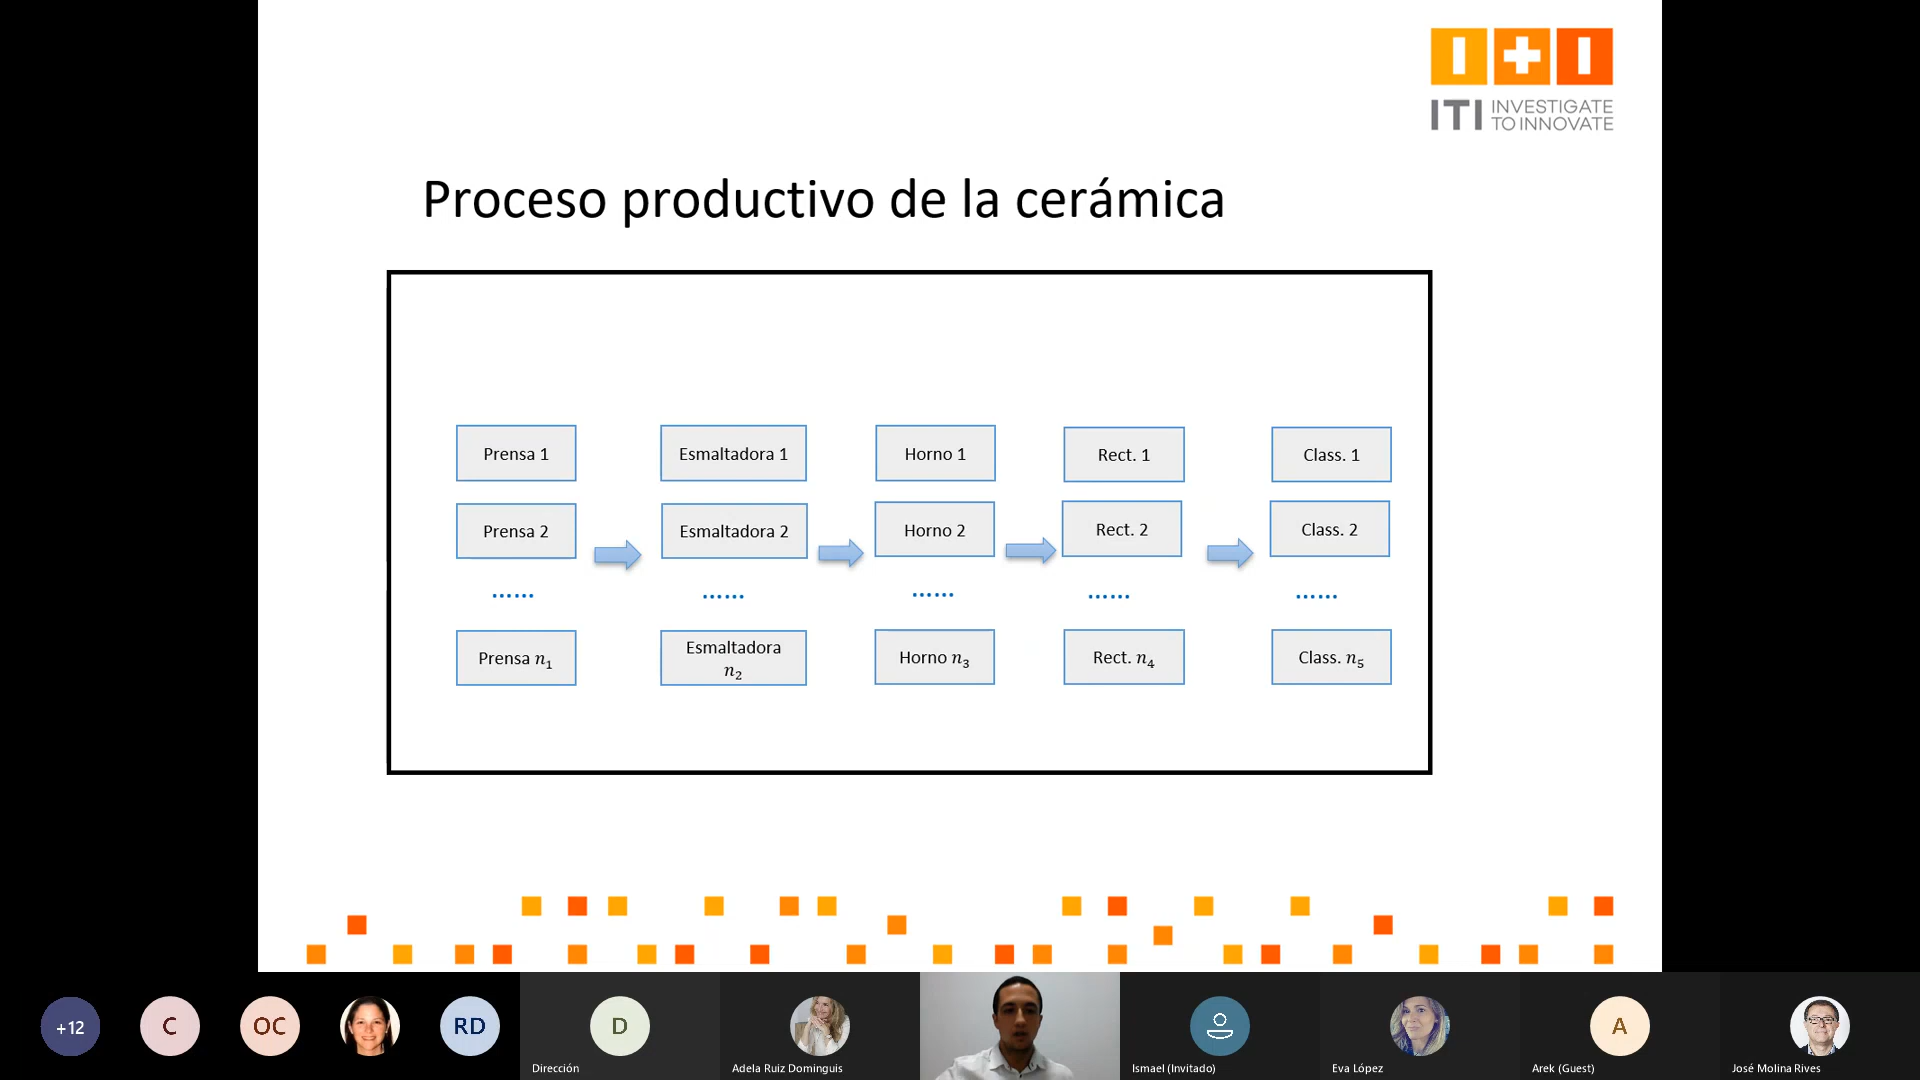 I+I
ITI INVESTIGATE
TO INNOVATE
Proceso productivo de la cerámica
Prensa 1
Esmaltadora 1
Horno 1
Rect. 1
Class. 1
Prensa 2
Esmaltadora 2
Horno 2
Rect. 2
Class. 2
......
......
......
......
......
Prensa n₁
Esmaltadora
n₂
Horno n₃
Rect. n₄
Class. n₅
+12
C
OC
RD
D
A
Dirección
Adela Ruiz Dominguis
Ismael (Invitado)
Eva López
Arek (Guest)
José Molina Rives